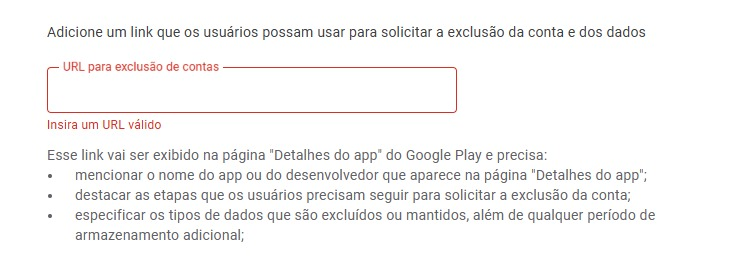 Adicione um link que os usuários possam usar para solicitar a exclusão da conta e dos dados
URL para exclusão de contas
Insira um URL válido
Esse link vai ser exibido na página "Detalhes do app" do Google Play e precisa:
• mencionar o nome do app ou do desenvolvedor que aparece na página "Detalhes do app";
• destacar as etapas que os usuários precisam seguir para solicitar a exclusão da conta;
• especificar os tipos de dados que são excluídos ou mantidos, além de qualquer período de
armazenamento adicional;